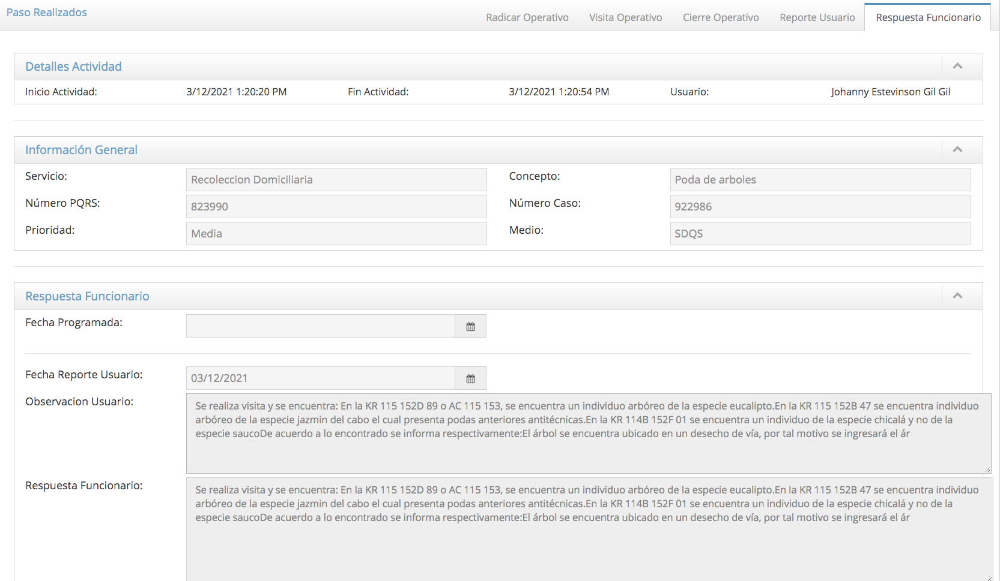 Paso Realizados
Radicar Operativo Visita Operativo Cierre Operativo Reporte Usuario Respuesta Funcionario
Detalles Actividad
Inicio Actividad: 3/12/2021 1:20:20 PM Fin Actividad: 3/12/2021 1:20:54 PM Usuario: Johanny Estevinson Gil Gil
Información General
Servicio: Recoleccion Domiciliaria Concepto: Poda de arboles
Número PQRS: 823990 Número Caso: 922986
Prioridad: Media Medio: SDQS
Respuesta Funcionario
Fecha Programada:
Fecha Reporte Usuario: 03/12/2021
Observacion Usuario: Se realiza visita y se encuentra: En la KR 115 152D 89 o AC 115 153, se encuentra un individuo arbóreo de la especie eucalipto.En la KR 115 152B 47 se encuentra individuo
arbóreo de la especie jazmin del cabo el cual presenta podas anteriores antitécnicas.En la KR 114B 152F 01 se encuentra un individuo de la especie chicalá y no de la
especie saucoDe acuerdo a lo encontrado se informa respectivamente:El árbol se encuentra ubicado en un desecho de vía, por tal motivo se ingresará el ár
Respuesta Funcionario: Se realiza visita y se encuentra: En la KR 115 152D 89 o AC 115 153, se encuentra un individuo arbóreo de la especie eucalipto.En la KR 115 152B 47 se encuentra individuo
arbóreo de la especie jazmin del cabo el cual presenta podas anteriores antitécnicas.En la KR 114B 152F 01 se encuentra un individuo de la especie chicalá y no de la
especie saucoDe acuerdo a lo encontrado se informa respectivamente:El árbol se encuentra ubicado en un desecho de vía, por tal motivo se ingresará el ár